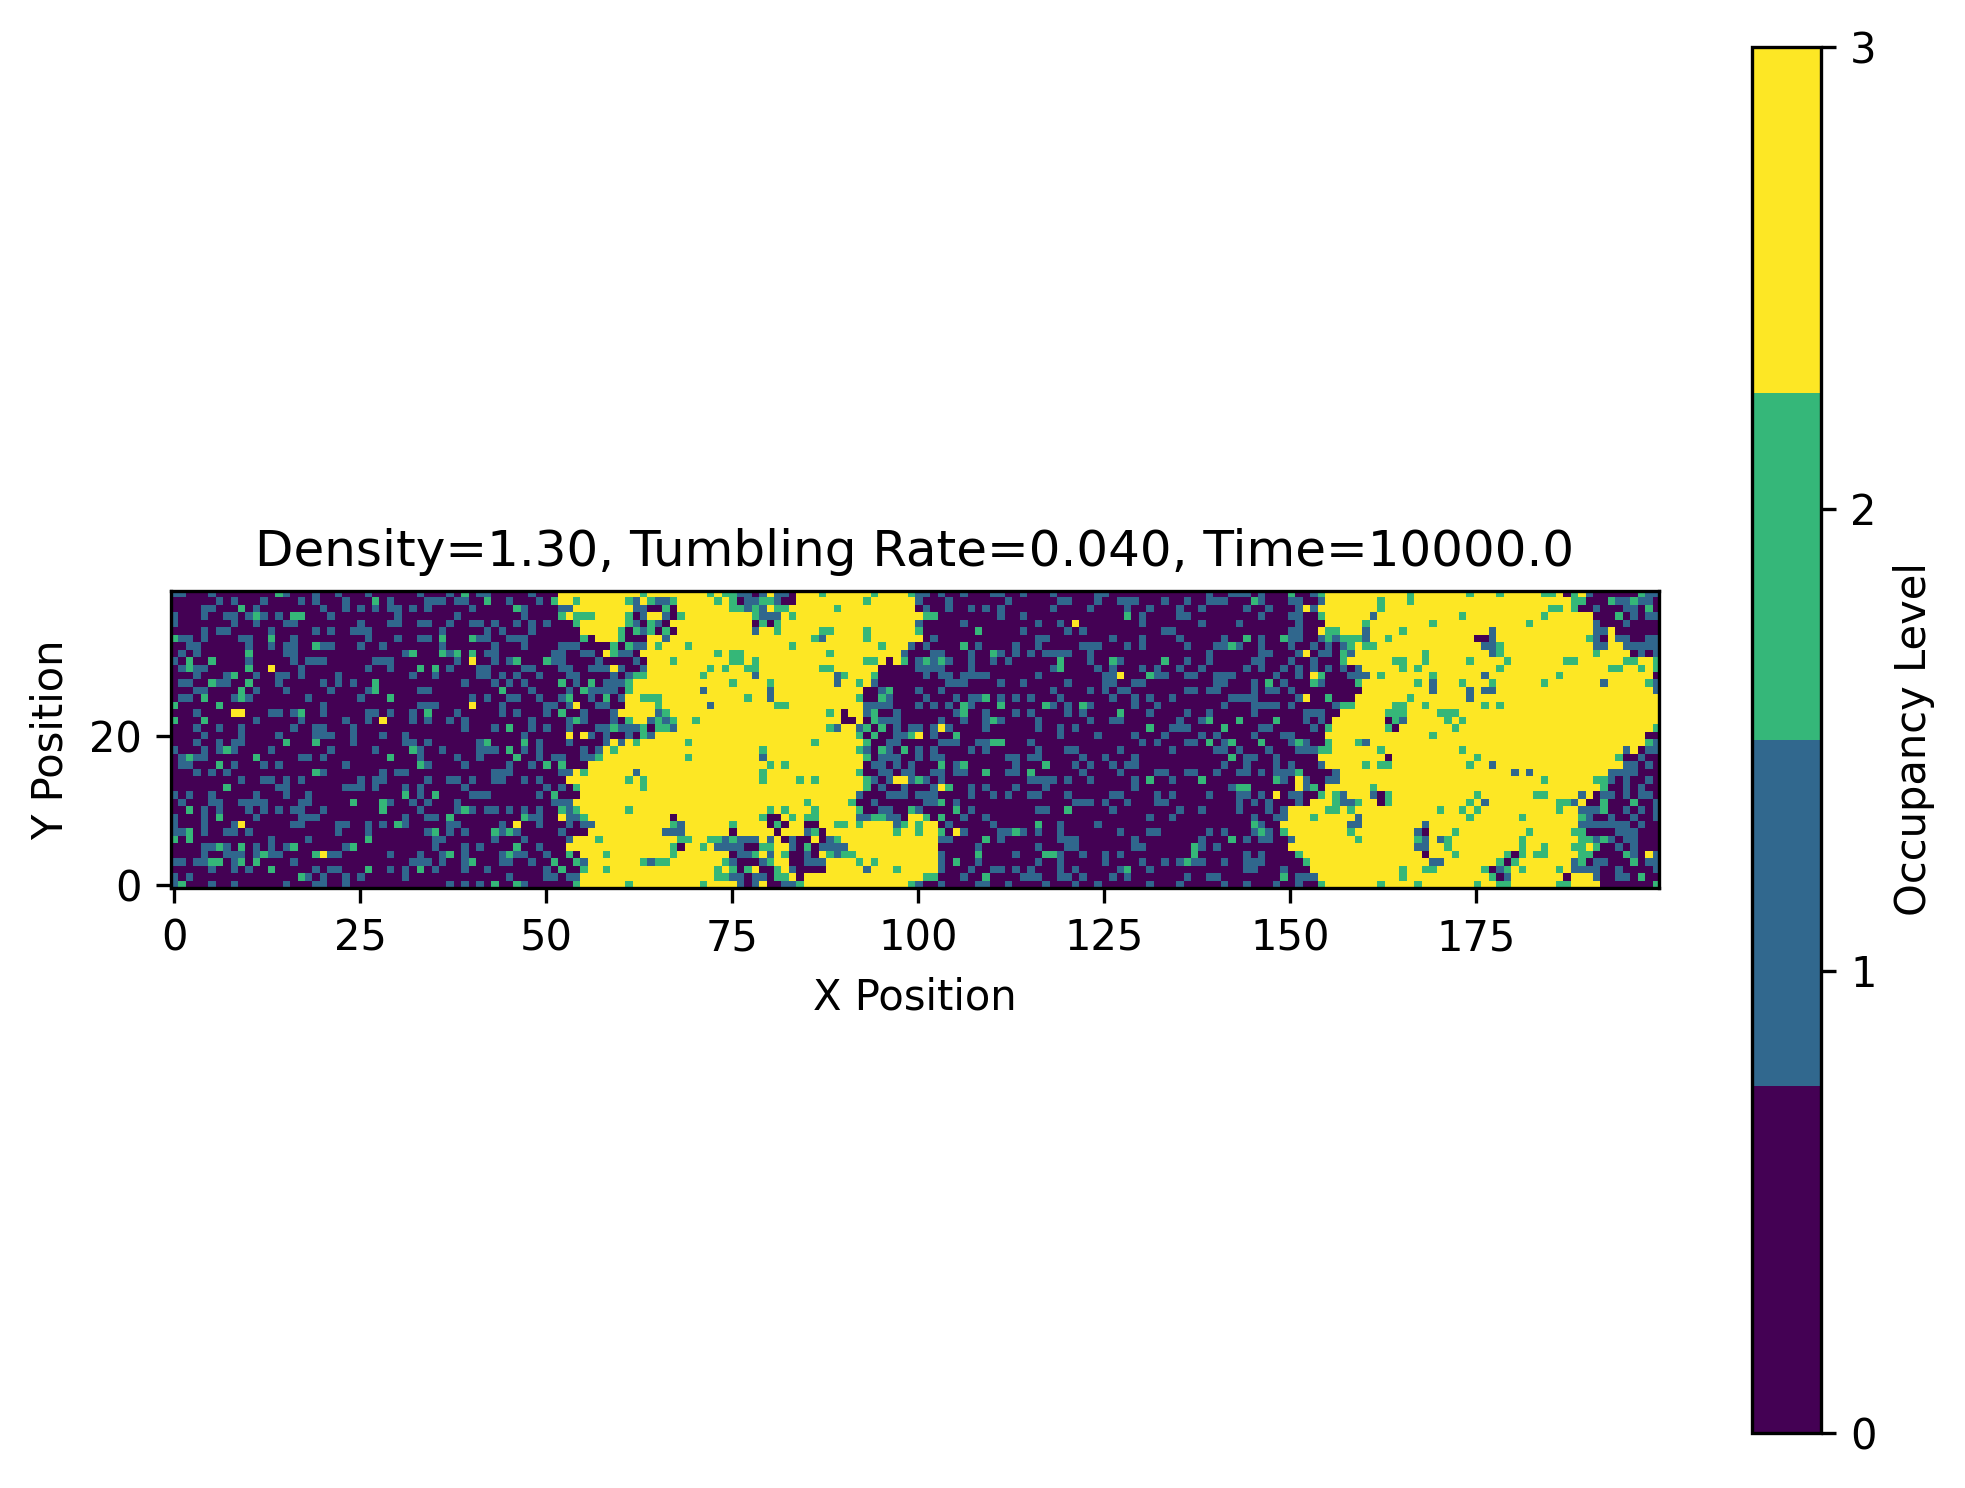 Density=1.30, Tumbling Rate=0.040, Time=10000.0
Y Position
20
0
0 25 50 75 100 125 150 175
X Position
3
2
1
0
Occupancy Level